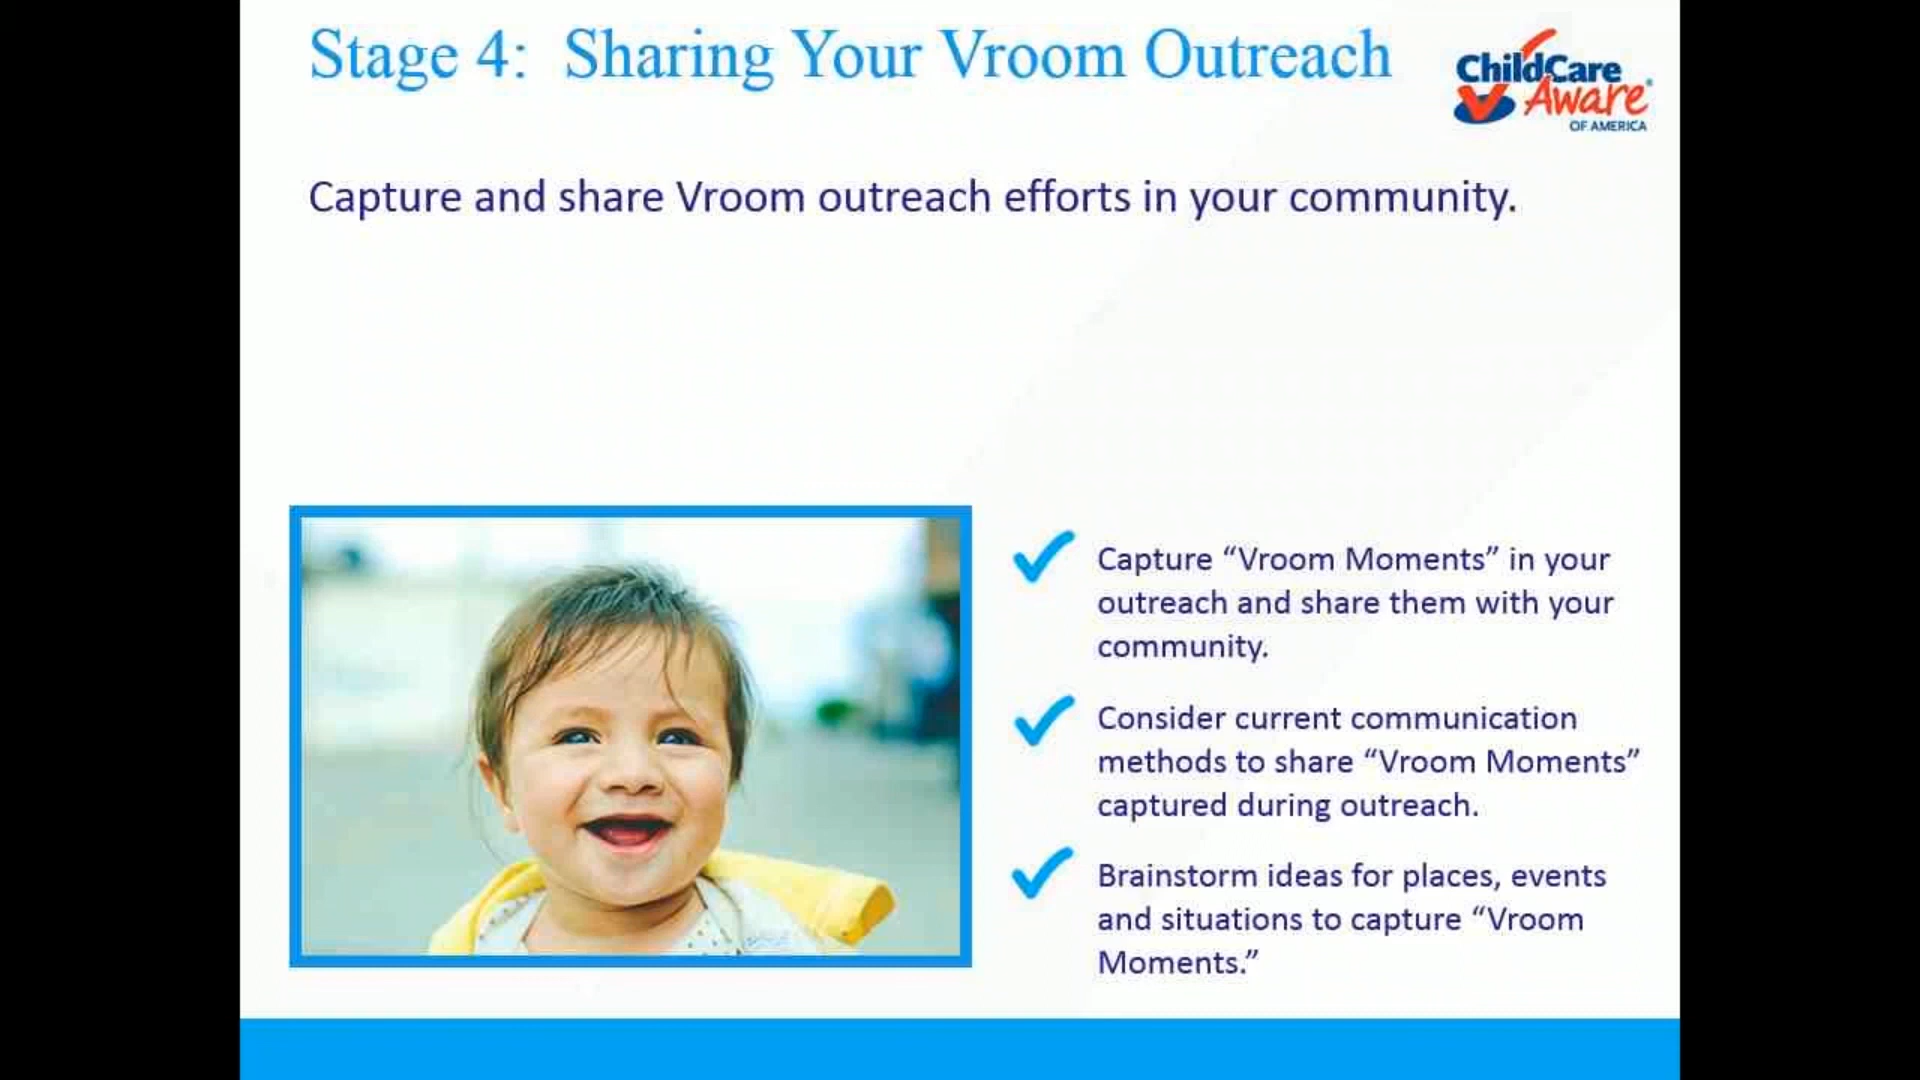 Stage 4: Sharing Your Vroom Outreach
ChildCare
Aware
OF AMERICA
Capture and share Vroom outreach efforts in your community.
Capture “Vroom Moments” in your
outreach and share them with your
community.
Consider current communication
methods to share “Vroom Moments”
captured during outreach.
Brainstorm ideas for places, events
and situations to capture “Vroom
Moments.”